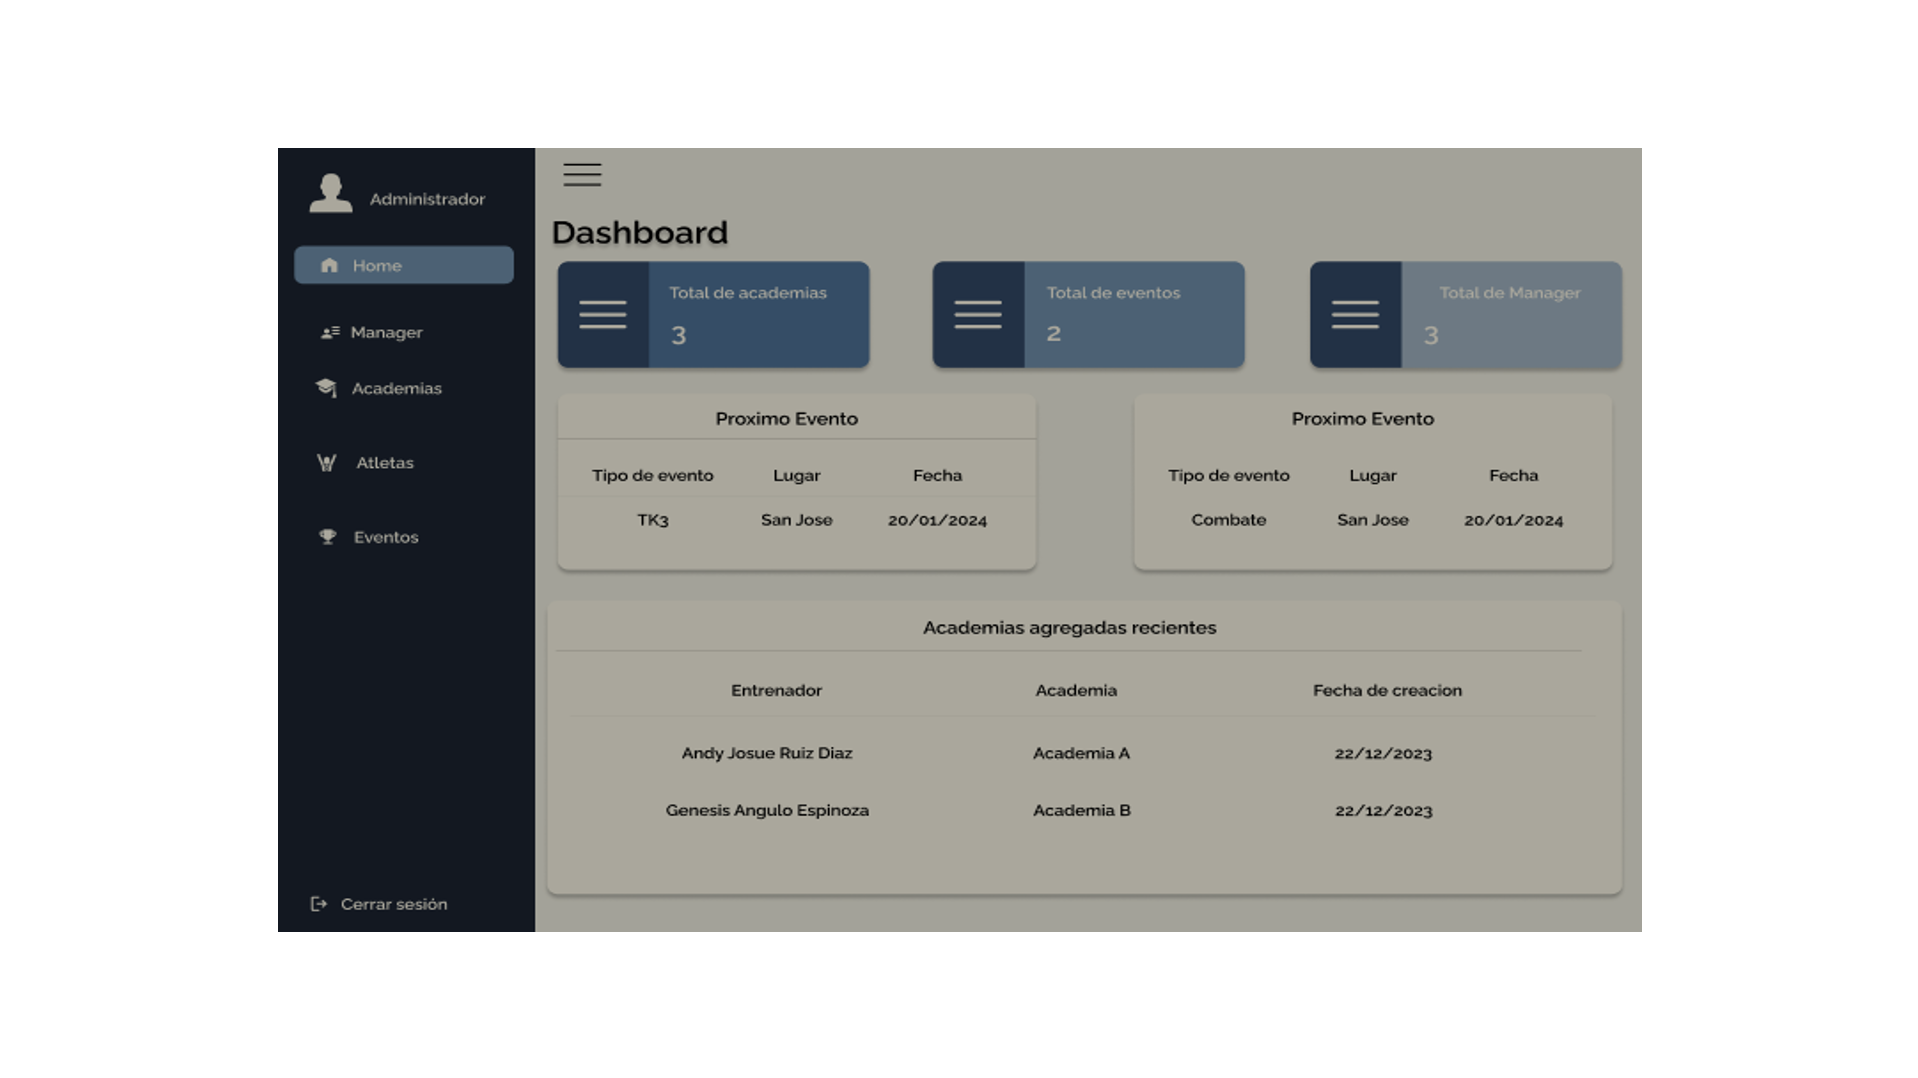 Administrador
Home
Manager
Academias
Atletas
Eventos
Cerrar sesión
Dashboard
Total de academias
3
Total de eventos
2
Total de Manager
3
Proximo Evento
Tipo de evento Lugar Fecha
TK3 San Jose 20/01/2024
Proximo Evento
Tipo de evento Lugar Fecha
Combate San Jose 20/01/2024
Academias agregadas recientes
Entrenador Academia Fecha de creacion
Andy Josue Ruiz Diaz Academia A 22/12/2023
Genesis Angulo Espinoza Academia B 22/12/2023